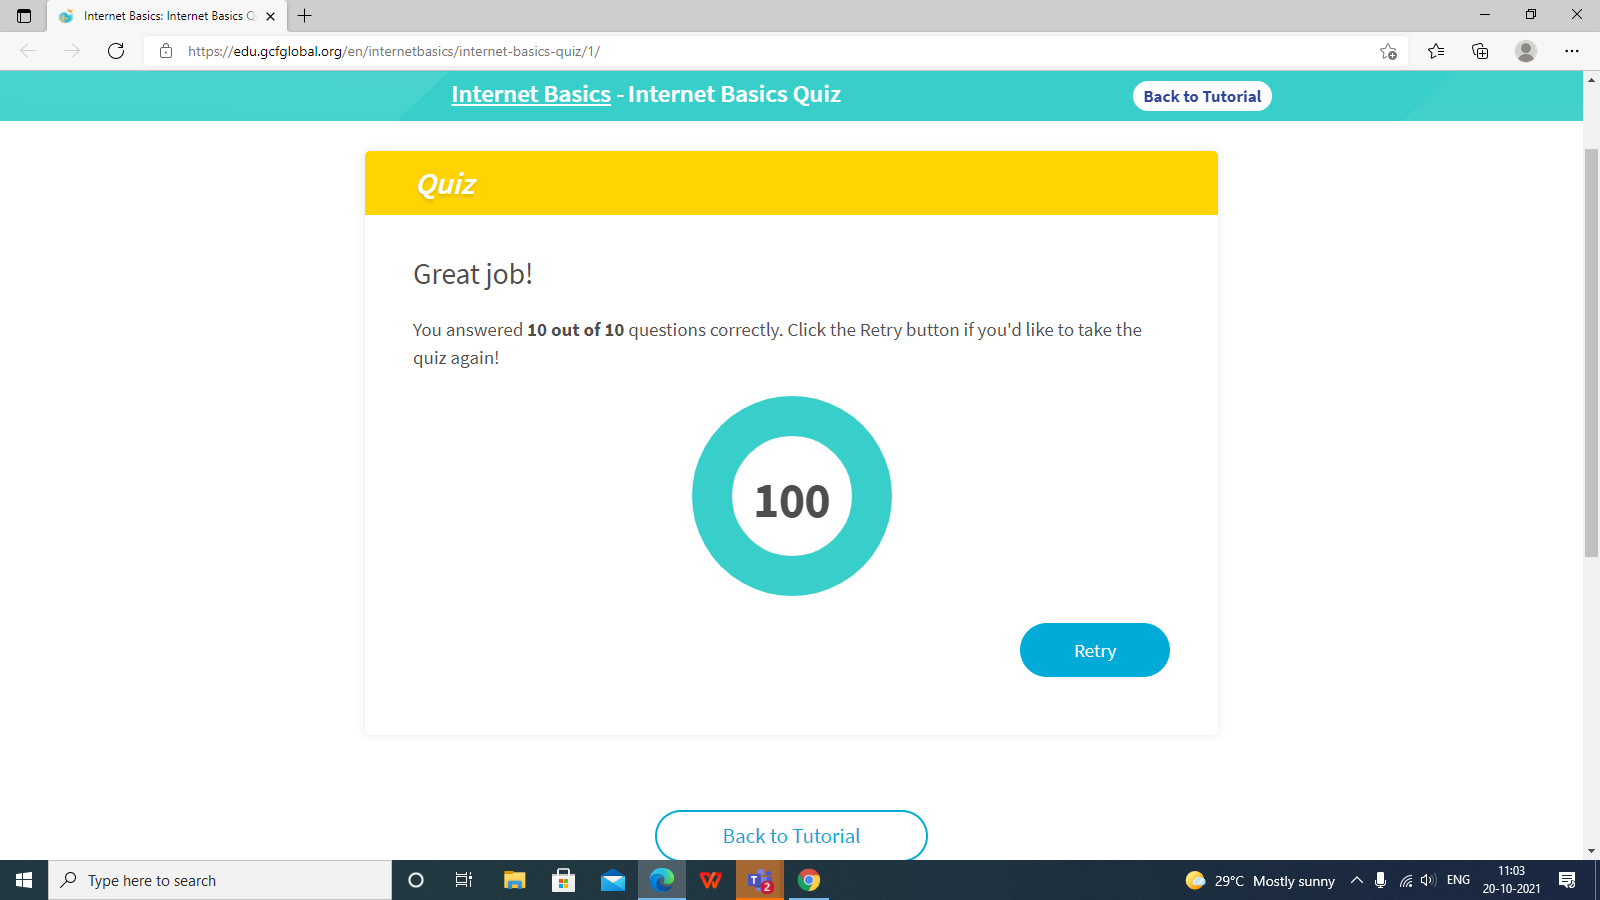 Internet Basics: Internet Basics Q
https://edu.gcfglobal.org/en/internetbasics/internet-basics-quiz/1/
Internet Basics - Internet Basics Quiz
Back to Tutorial
Quiz
Great job!
You answered 10 out of 10 questions correctly. Click the Retry button if you'd like to take the
quiz again!
100
Retry
Back to Tutorial
Type here to search
2
29°C Mostly sunny
ENG
11:03
20-10-2021